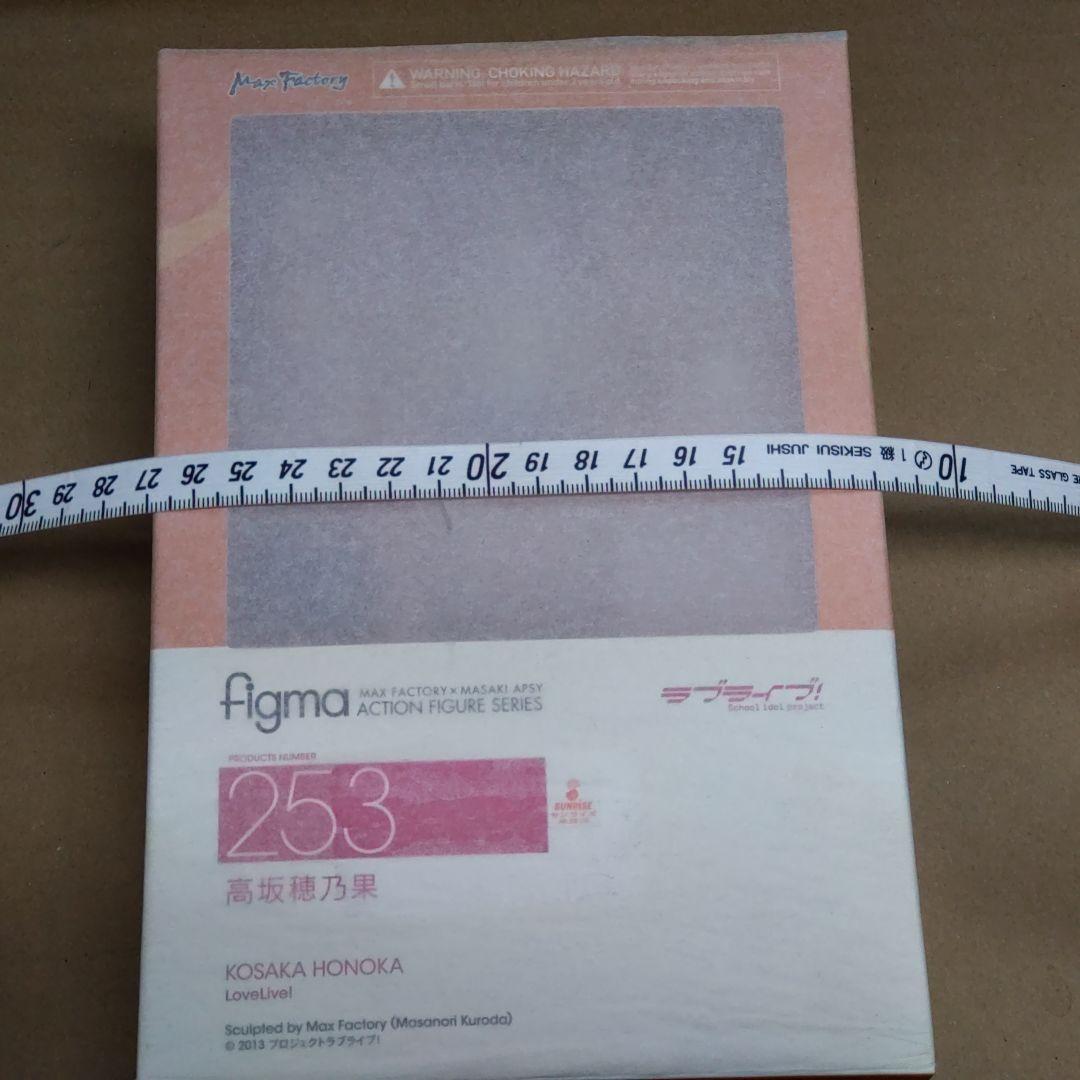 Max Factory
WARNING: CHOKING HAZARD
30 29 28 27 26 25 24 23 22 21 20 19 18 17 16 15 SEKISUI JUSHI 1 級 10 GLASS TAPE
figma
MAX FACTORY×MASAKI APSY
ACTION FIGURE SERIES
ラブライブ!
School idol project
PRODUCTS NUMBER
253
SUNRISE
高坂穂乃果
KOSAKA HONOKA
LoveLive!
Sculpted by Max Factory (Masanori Kuroda)
© 2013 プロジェクトラブライブ!